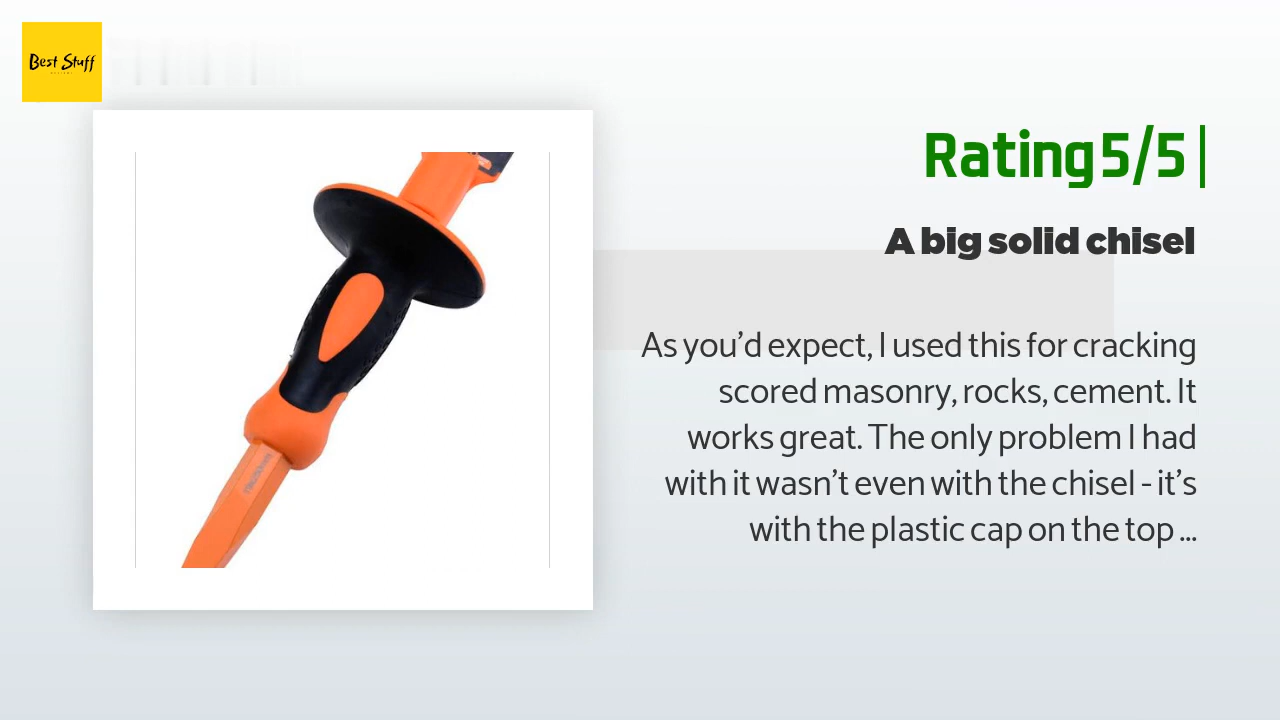 Best Stuff
Rating 5/5
A big solid chisel
As you'd expect, I used this for cracking
scored masonry, rocks, cement. It
works great. The only problem I had
with it wasn't even with the chisel - it's
with the plastic cap on the top ...